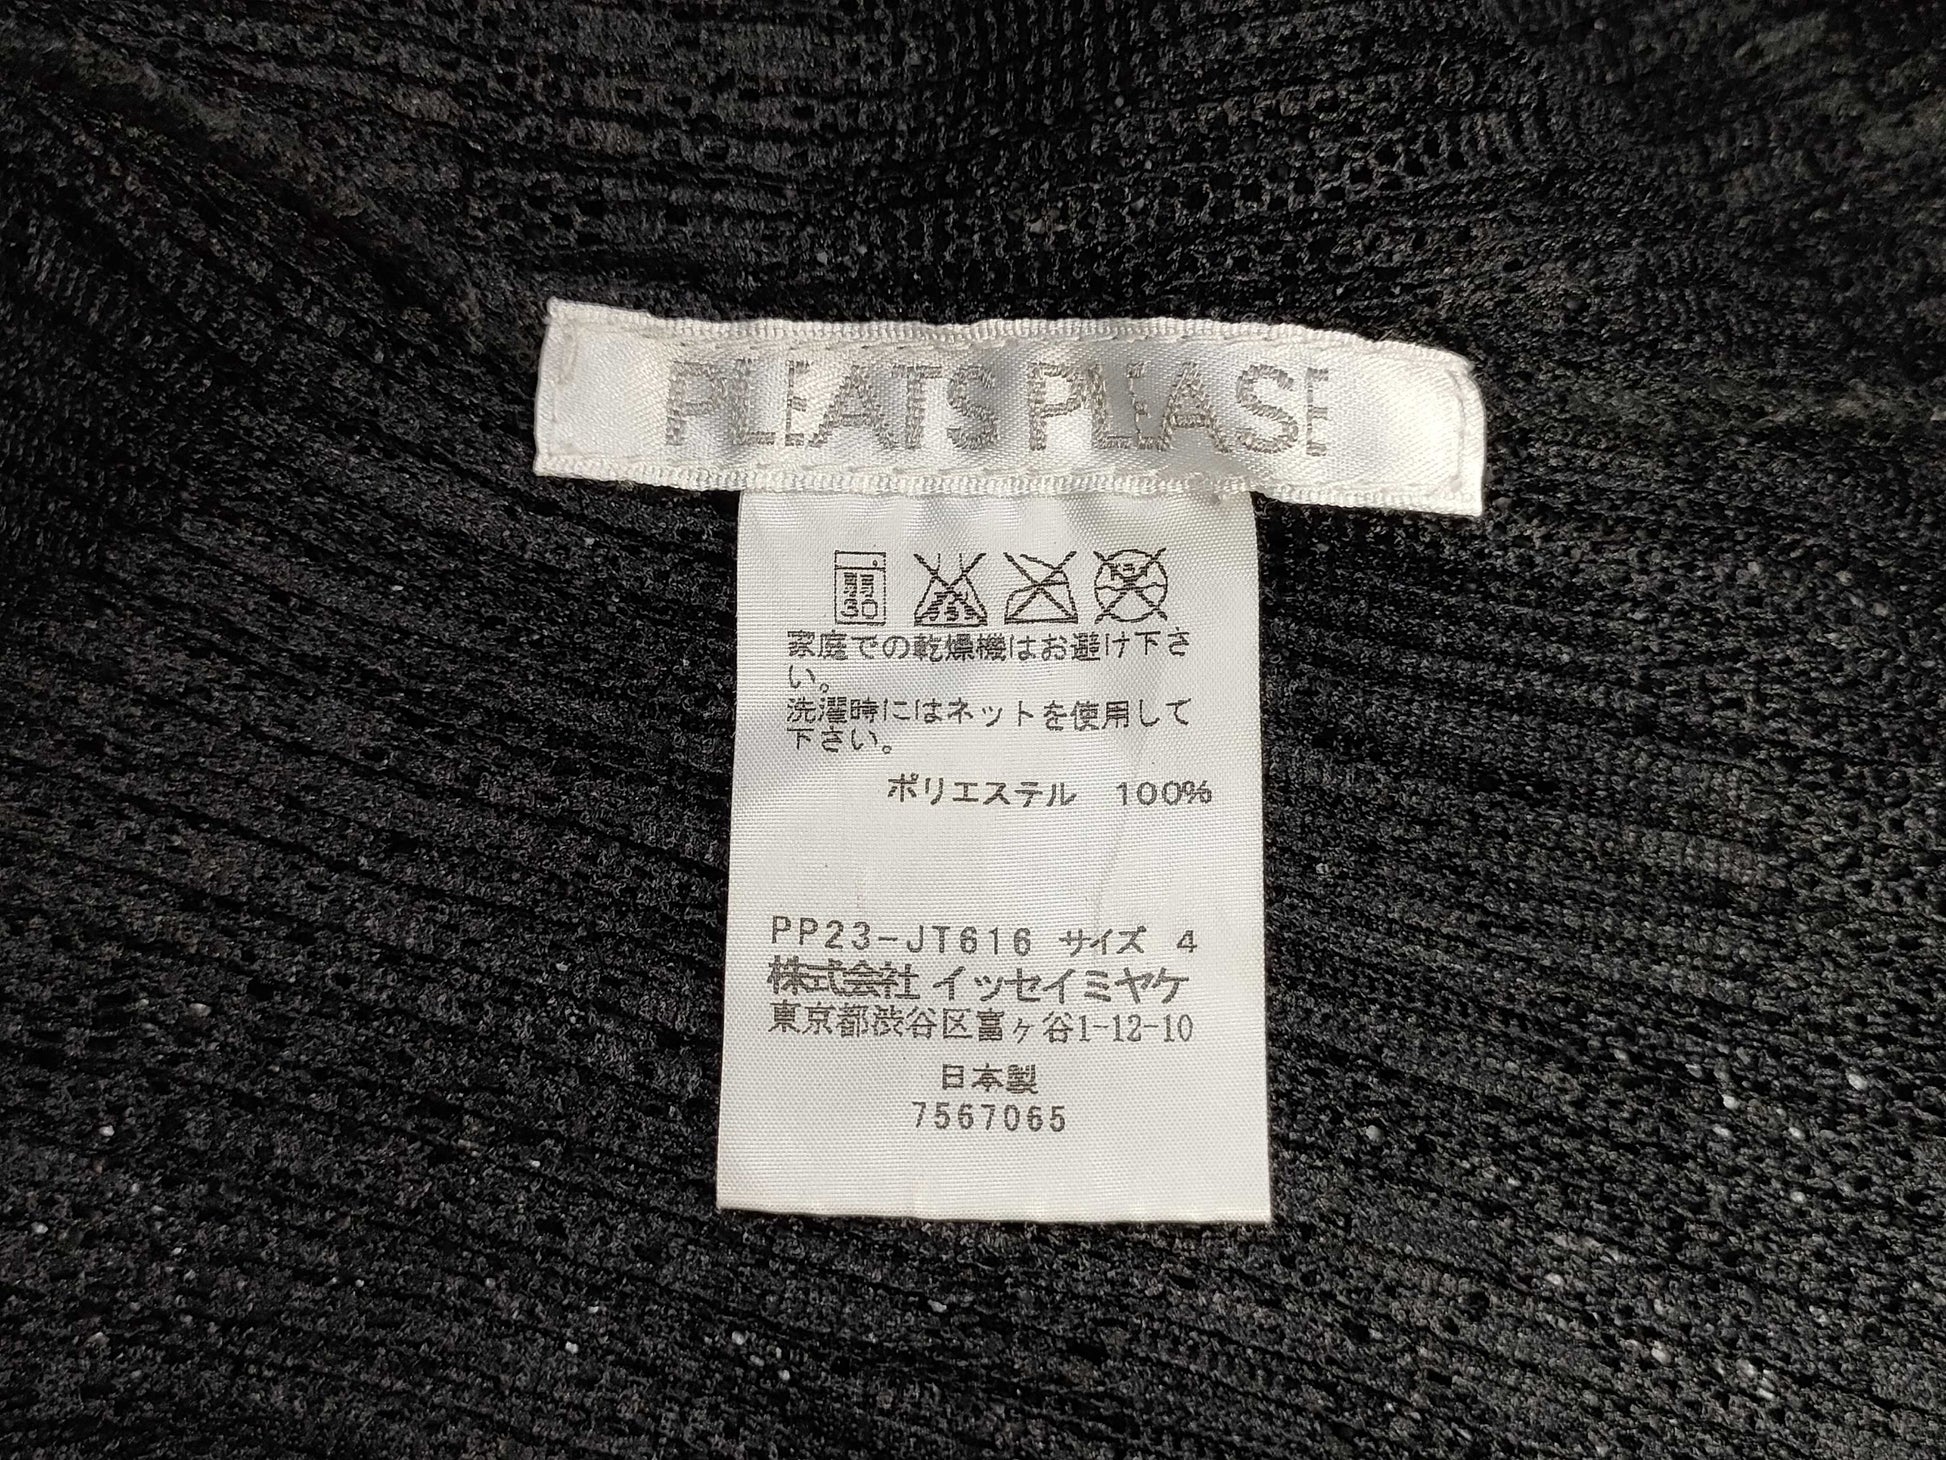 PLEATS PLEASE
弱
30
家庭での乾燥機はお避け下さ
い。
洗濯時にはネットを使用して
下さい。
ポリエステル 100%
PP23-JT616 サイズ 4
株式会社 イッセイミヤケ
東京都渋谷区富ヶ谷1-12-10
日本製
7567065